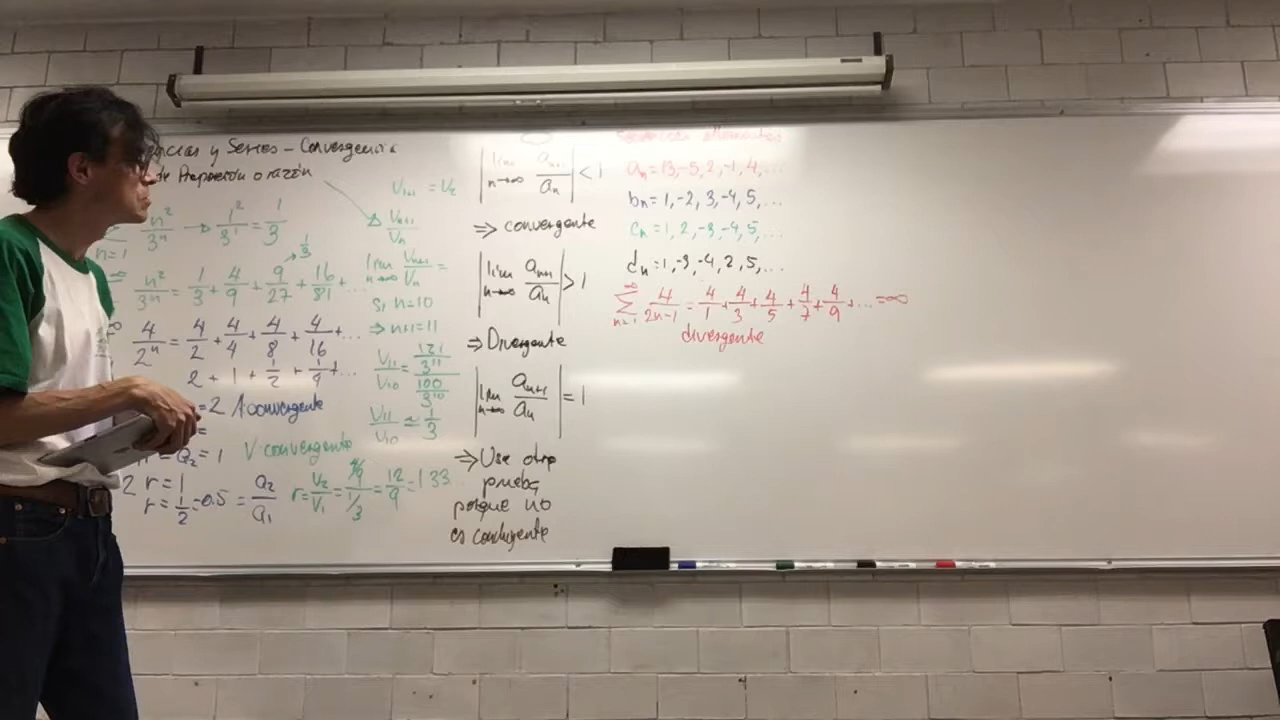 y Series - Convergencia
de Proporción o razón
n=1 n²/3ⁿ → 1²/3¹ = 1/3
→ 1/3
n²/3ⁿ = 1/3 + 4/9 + 9/27 + 16/81 + ...
4/2ⁿ = 4/2 + 4/4 + 4/8 + 4/16 + ...
2 + 1 + 1/2 + 1/4 + ...
= 2 A convergente
=
V convergente
= a₂ = 1
2 r = 1
r = 1/2 = 0.5 = a₂/a₁
r = V₂/V₁ = 4/9 / 1/3 = 12/9 = 1.33...
Vₙ₊₁/Vₙ
lim n→∞ Vₙ₊₁/Vₙ =
Si n=10
⇒ n+1=11
V₁₁/V₁₀ = 121/3¹¹ / 100/3¹⁰
V₁₁/V₁₀ ≈ 1/3
|lim n→∞ aₙ₊₁/aₙ| < 1
⇒ convergente
|lim n→∞ aₙ₊₁/aₙ| > 1
⇒ Divergente
|lim n→∞ aₙ₊₁/aₙ| = 1
⇒ Use otra
prueba
porque no
es concluyente
aₙ = 13, -5, 2, -1, 4, ...
bₙ = 1, -2, 3, -4, 5, ...
cₙ = 1, 2, -3, -4, 5, ...
dₙ = 1, -3, -4, 2, 5, ...
∞ Σ n=1 4/2n-1 = 4/1 + 4/3 + 4/5 + 4/7 + 4/9 + ... = ∞
divergente